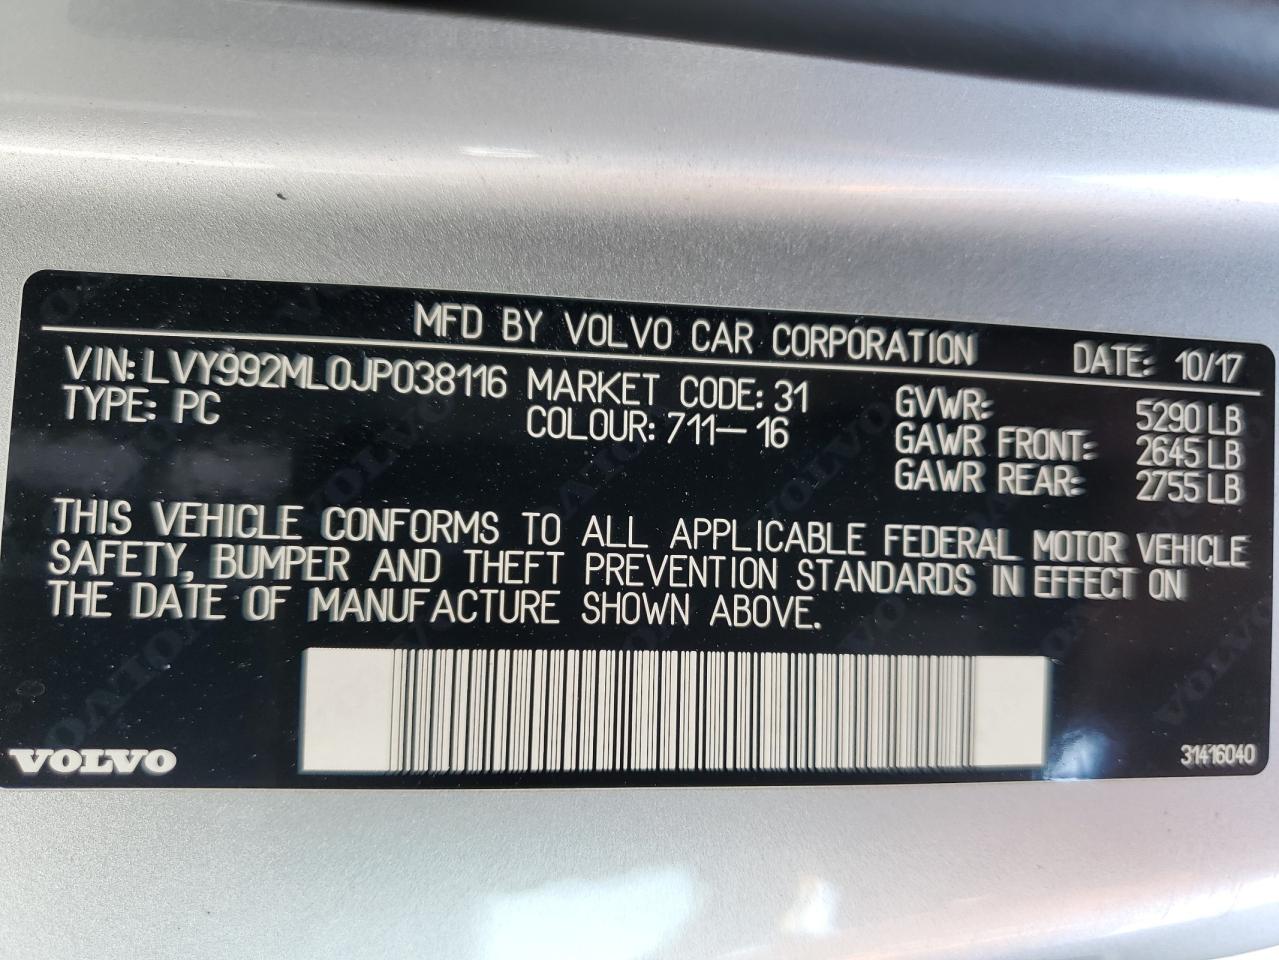 MFD BY VOLVO CAR CORPORATION DATE: 10/17
VIN: LVY992ML0JP038116 MARKET CODE: 31 GVWR: 5290 LB
TYPE: PC COLOUR: 711-16 GAWR FRONT: 2645 LB
GAWR REAR: 2755 LB
THIS VEHICLE CONFORMS TO ALL APPLICABLE FEDERAL MOTOR VEHICLE
SAFETY, BUMPER AND THEFT PREVENTION STANDARDS IN EFFECT ON
THE DATE OF MANUFACTURE SHOWN ABOVE.
VOLVO 31416040